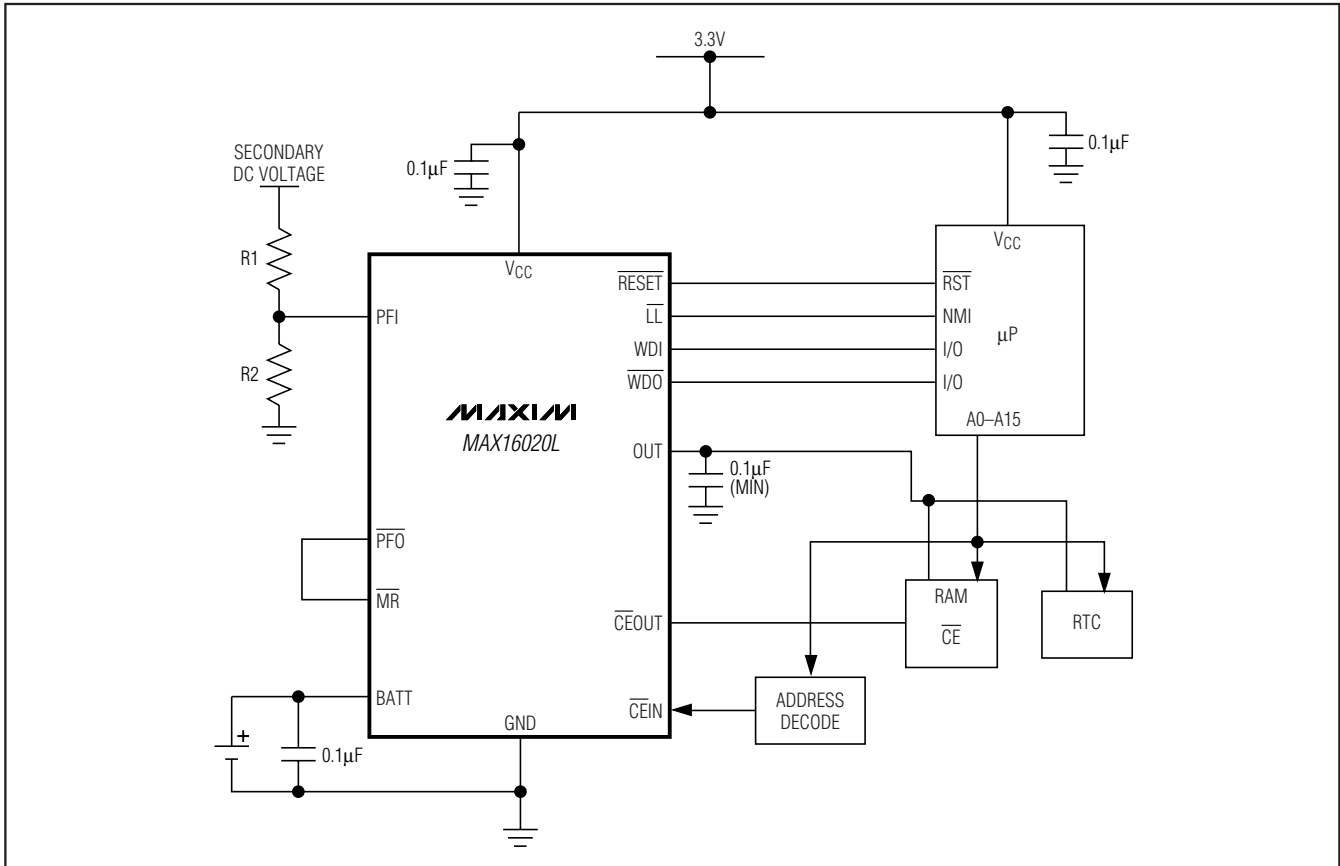 3.3V
0.1µF
0.1µF
SECONDARY
DC VOLTAGE
R1
R2
VCC
PFI
PFO
MR
BATT
GND
RESET
LL
WDI
WDO
OUT
CEOUT
CEIN
MAXIM
MAX16020L
0.1µF
(MIN)
VCC
RST
NMI
I/O
I/O
µP
A0–A15
RAM
CE
RTC
ADDRESS
DECODE
+
0.1µF